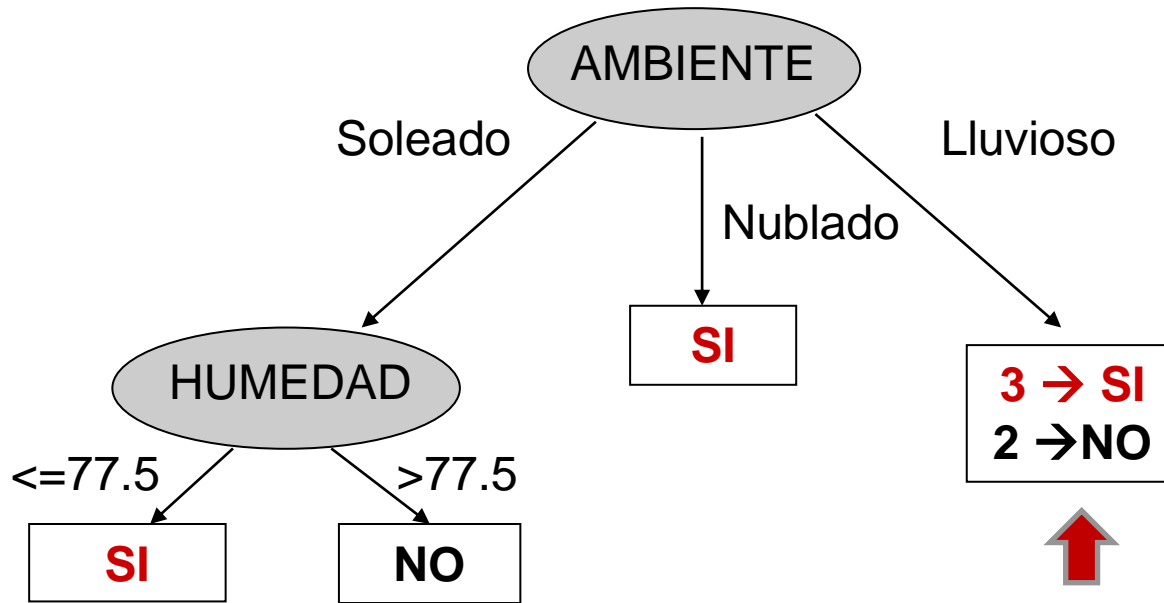 AMBIENTE
Soleado
Lluvioso
Nublado
SI
HUMEDAD
3 → SI
2 →NO
<=77.5
>77.5
SI
NO